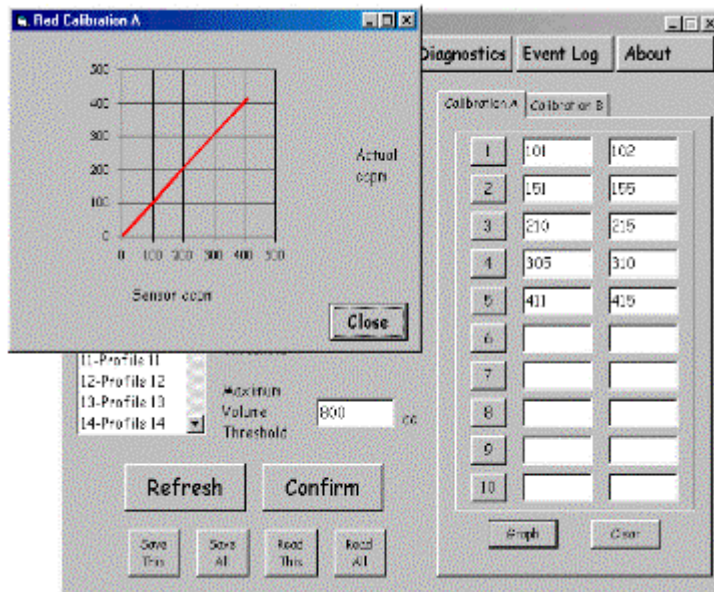 Red Calibration A
500
400
300
200
100
0
0 100 200 300 400 500
Actual
ccpm
Sensor ccpm
Close
Diagnostics Event Log About
Calibration A Calibration B
1 101 102
2 151 155
3 210 215
4 305 310
5 411 415
6
7
8
9
10
Graph Clear
11-Profile 11
12-Profile 12
13-Profile 13
14-Profile 14
Maximum
Volume
Threshold
800 cc
Refresh Confirm
Save This
Save All
Read This
Read All